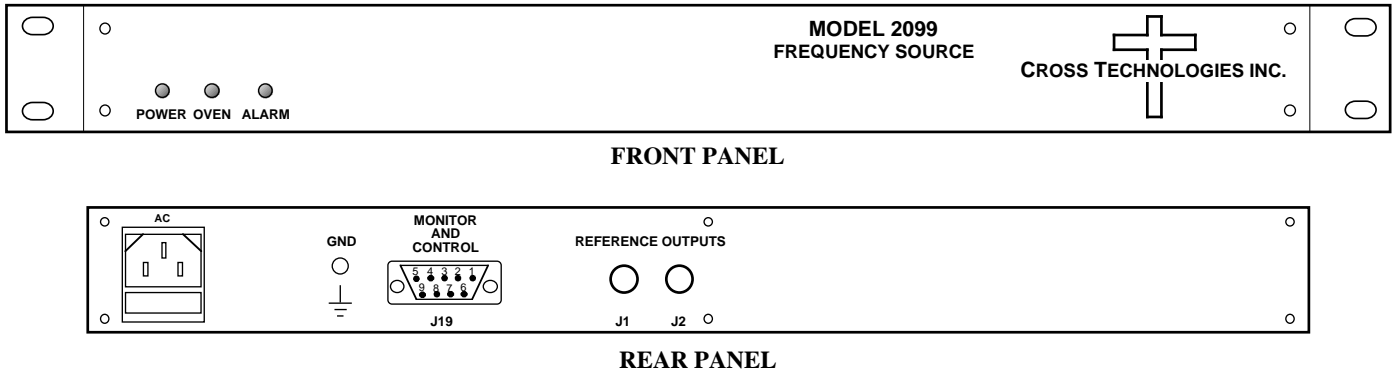 MODEL 2099
FREQUENCY SOURCE
CROSS TECHNOLOGIES INC.
POWER OVEN ALARM
FRONT PANEL
AC
GND
MONITOR
AND
CONTROL
5 4 3 2 1
9 8 7 6
J19
REFERENCE OUTPUTS
J1 J2
REAR PANEL